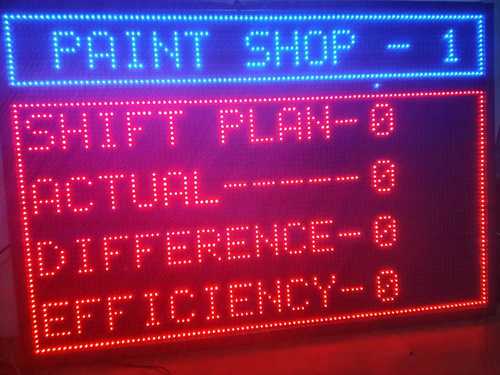 PAINT SHOP - 1
SHIFT PLAN-0
ACTUAL------0
DIFFERENCE-0
EFFICIENCY-0